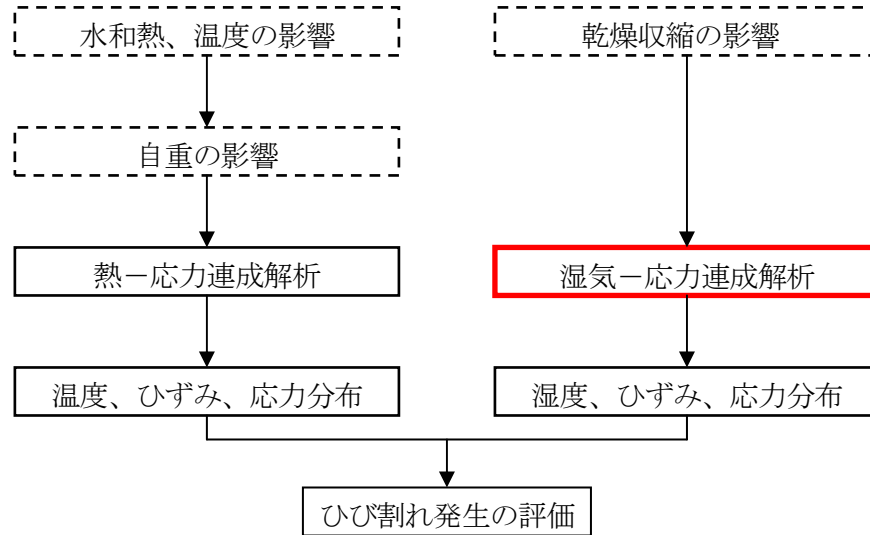 水和熱、温度の影響
乾燥収縮の影響
自重の影響
熱－応力連成解析
湿気－応力連成解析
温度、ひずみ、応力分布
湿度、ひずみ、応力分布
ひび割れ発生の評価